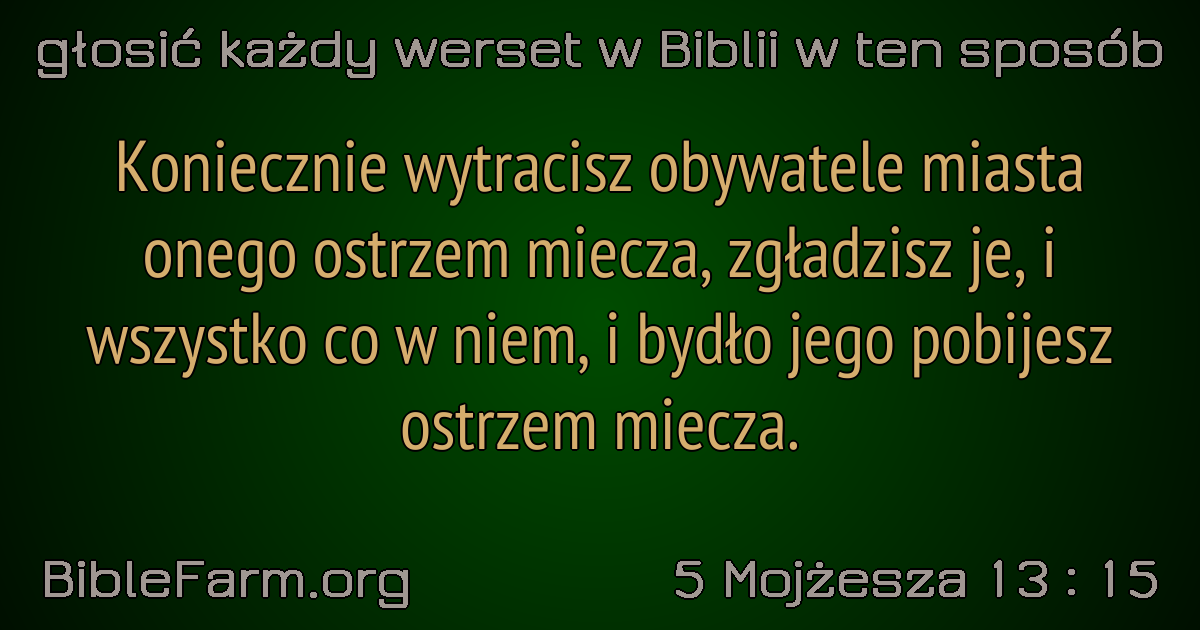 głosić każdy werset w Biblii w ten sposób
Koniecznie wytracisz obywatele miasta
onego ostrzem miecza, zgładzisz je, i
wszystko co w niem, i bydło jego pobijesz
ostrzem miecza.
BibleFarm.org
5 Mojżesza 13 : 15